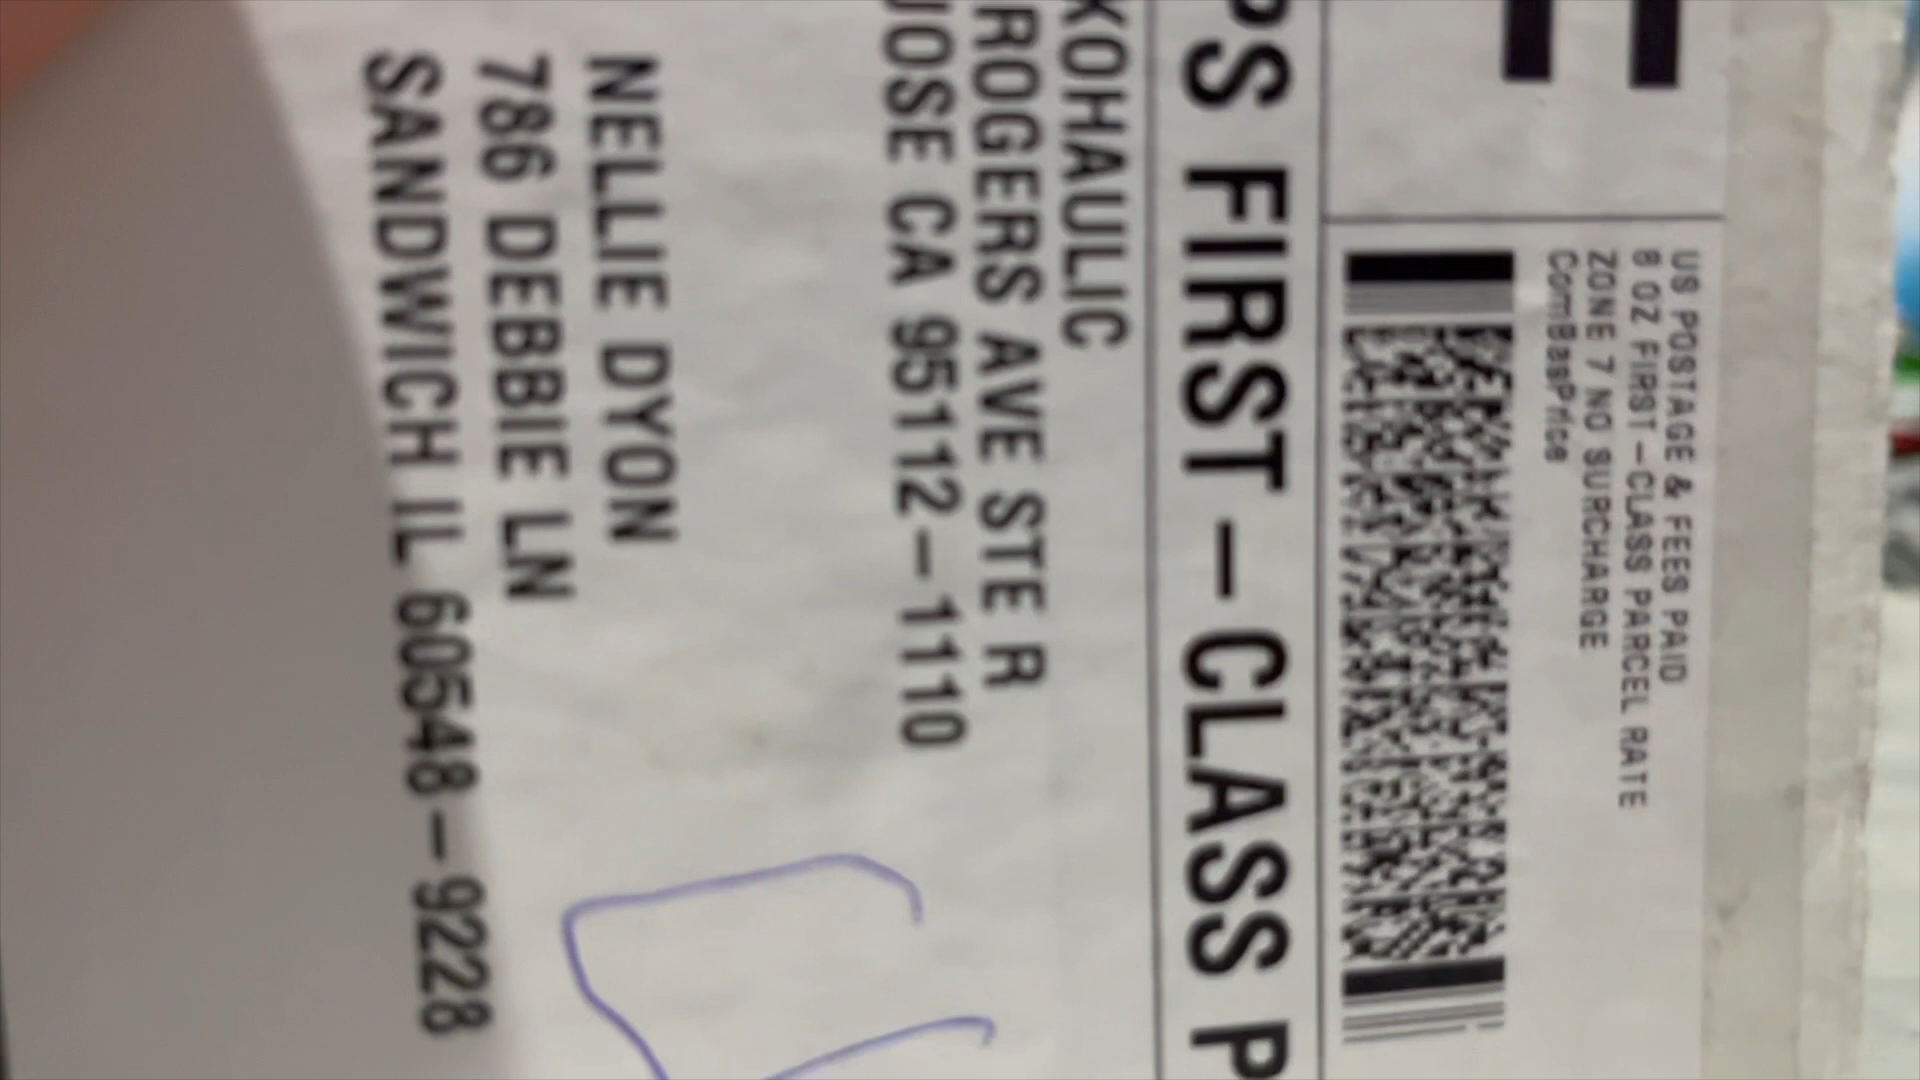 US POSTAGE & FEES PAID
8 OZ FIRST-CLASS PARCEL RATE
ZONE 7 NO SURCHARGE
ComBasPrice
PS FIRST-CLASS P
KOHAULIC
ROGERS AVE STE R
JOSE CA 95112-1110
NELLIE DYON
786 DEBBIE LN
SANDWICH IL 60548-9228